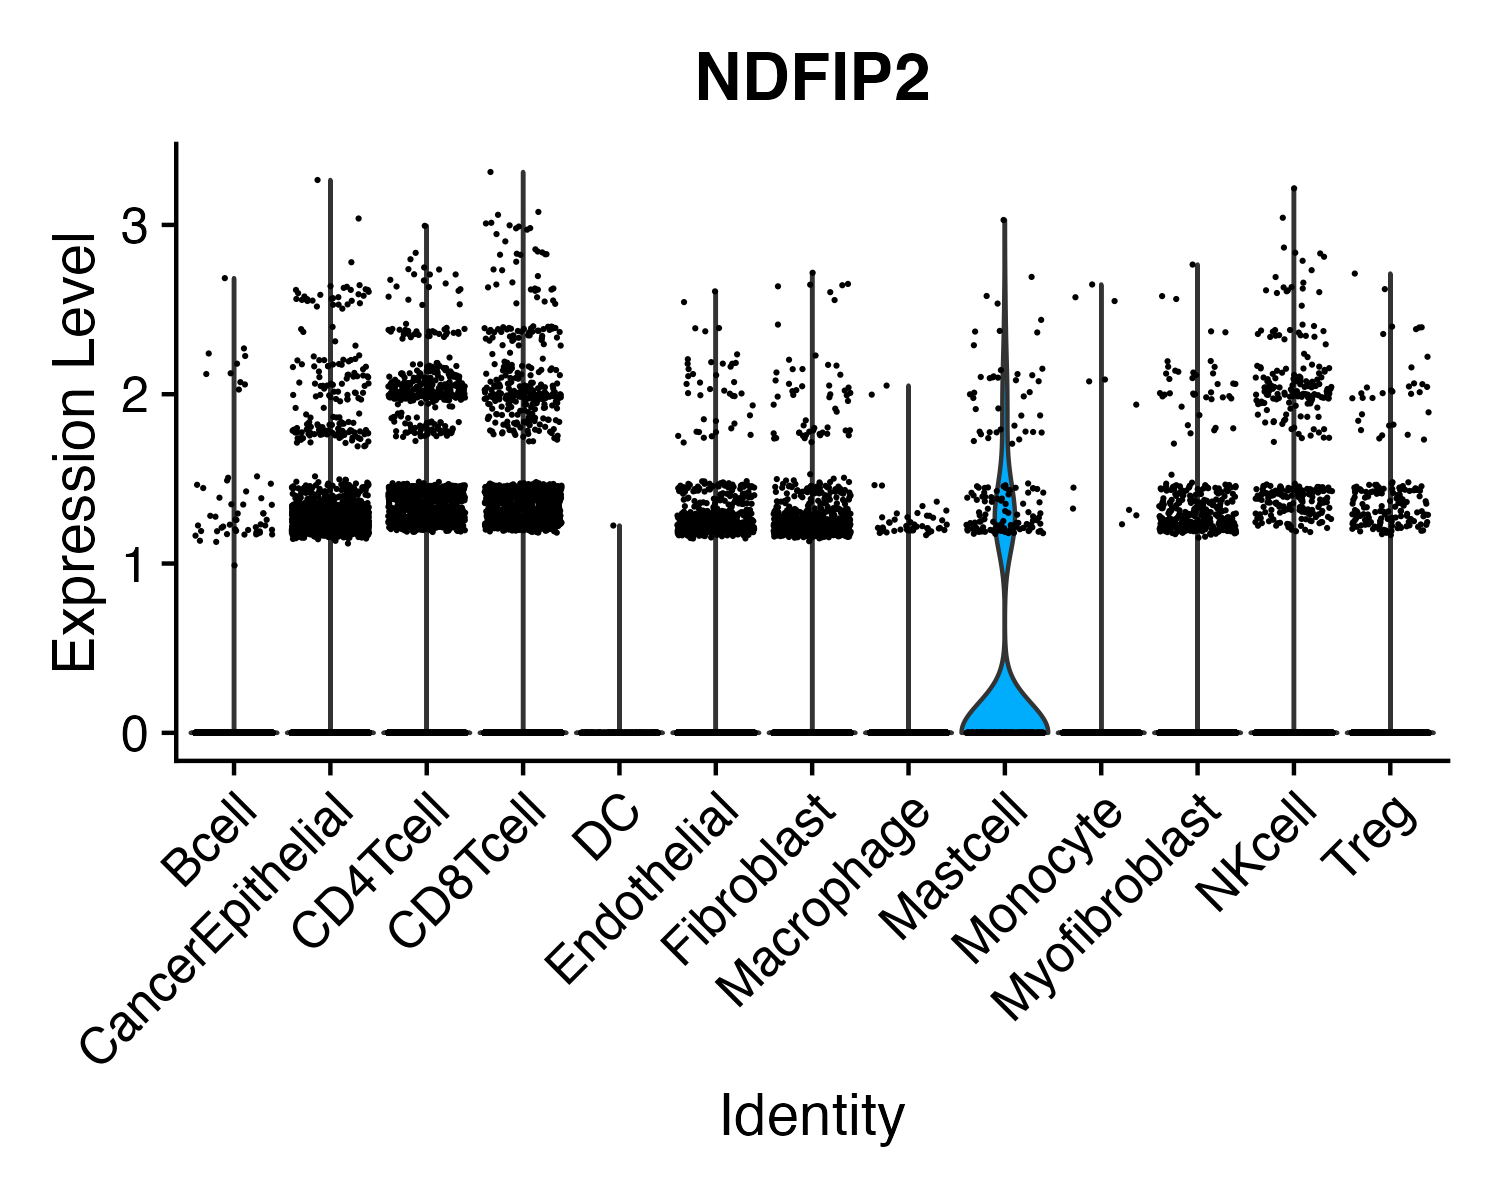 NDFIP2
Expression Level
3
2
1
0
Bcell
CancerEpithelial
CD4Tcell
CD8Tcell
DC
Endothelial
Fibroblast
Macrophage
Mastcell
Monocyte
Myofibroblast
NKcell
Treg
Identity